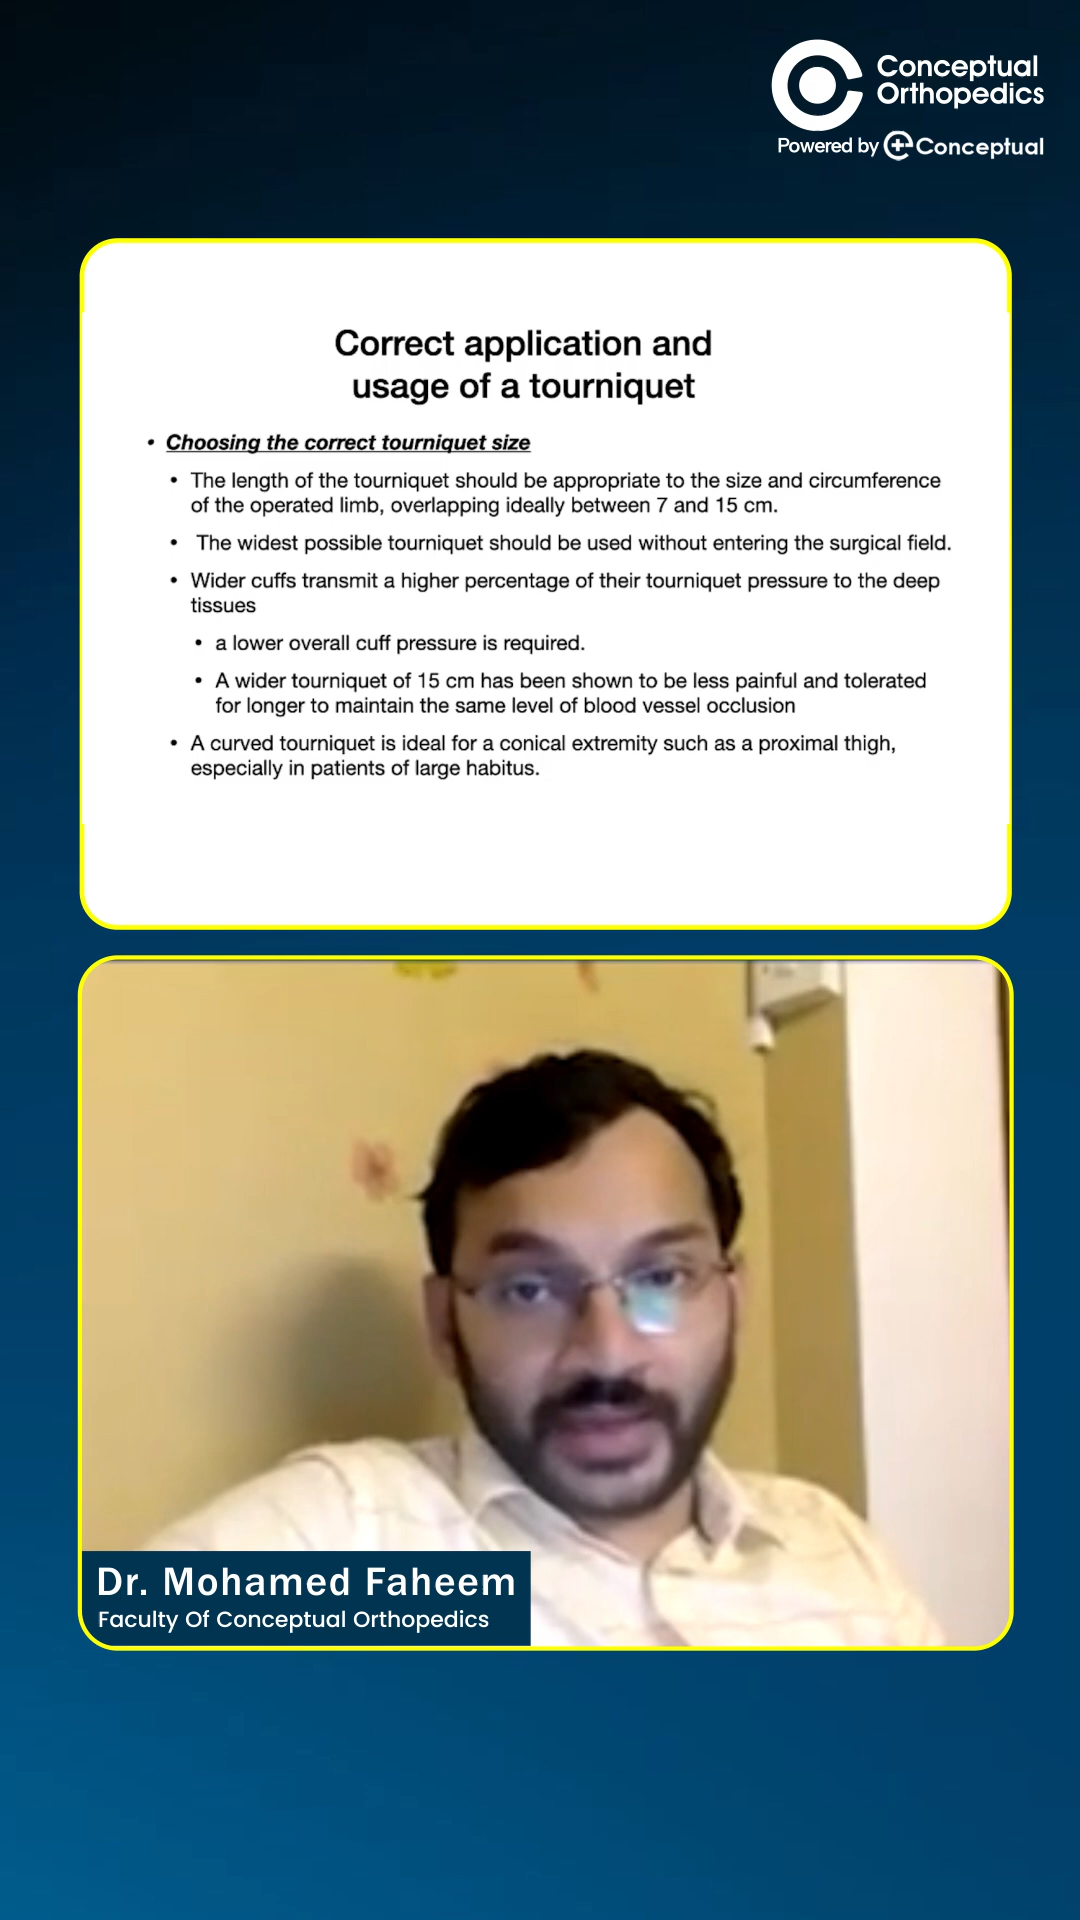 Conceptual
Orthopedics
Powered by Conceptual
Correct application and
usage of a tourniquet
• Choosing the correct tourniquet size
• The length of the tourniquet should be appropriate to the size and circumference
of the operated limb, overlapping ideally between 7 and 15 cm.
• The widest possible tourniquet should be used without entering the surgical field.
• Wider cuffs transmit a higher percentage of their tourniquet pressure to the deep
tissues
• a lower overall cuff pressure is required.
• A wider tourniquet of 15 cm has been shown to be less painful and tolerated
for longer to maintain the same level of blood vessel occlusion
• A curved tourniquet is ideal for a conical extremity such as a proximal thigh,
especially in patients of large habitus.
Dr. Mohamed Faheem
Faculty Of Conceptual Orthopedics